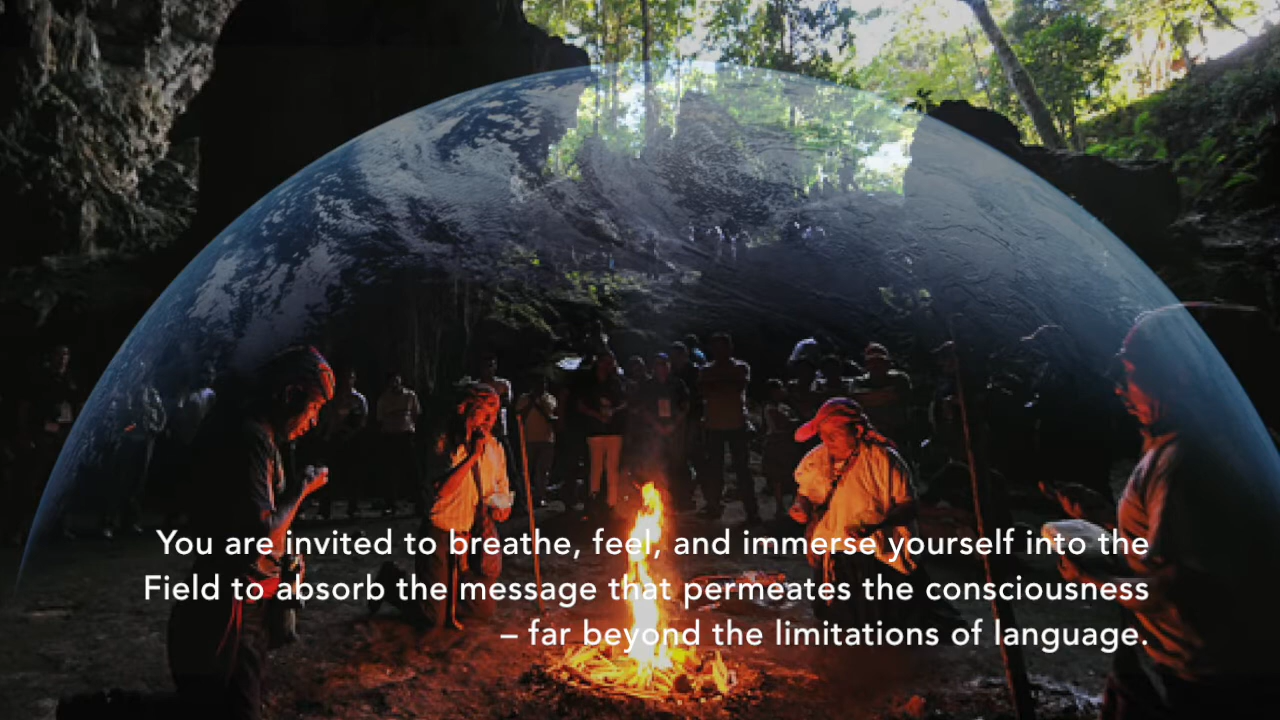 You are invited to breathe, feel, and immerse yourself into the
Field to absorb the message that permeates the consciousness
– far beyond the limitations of language.